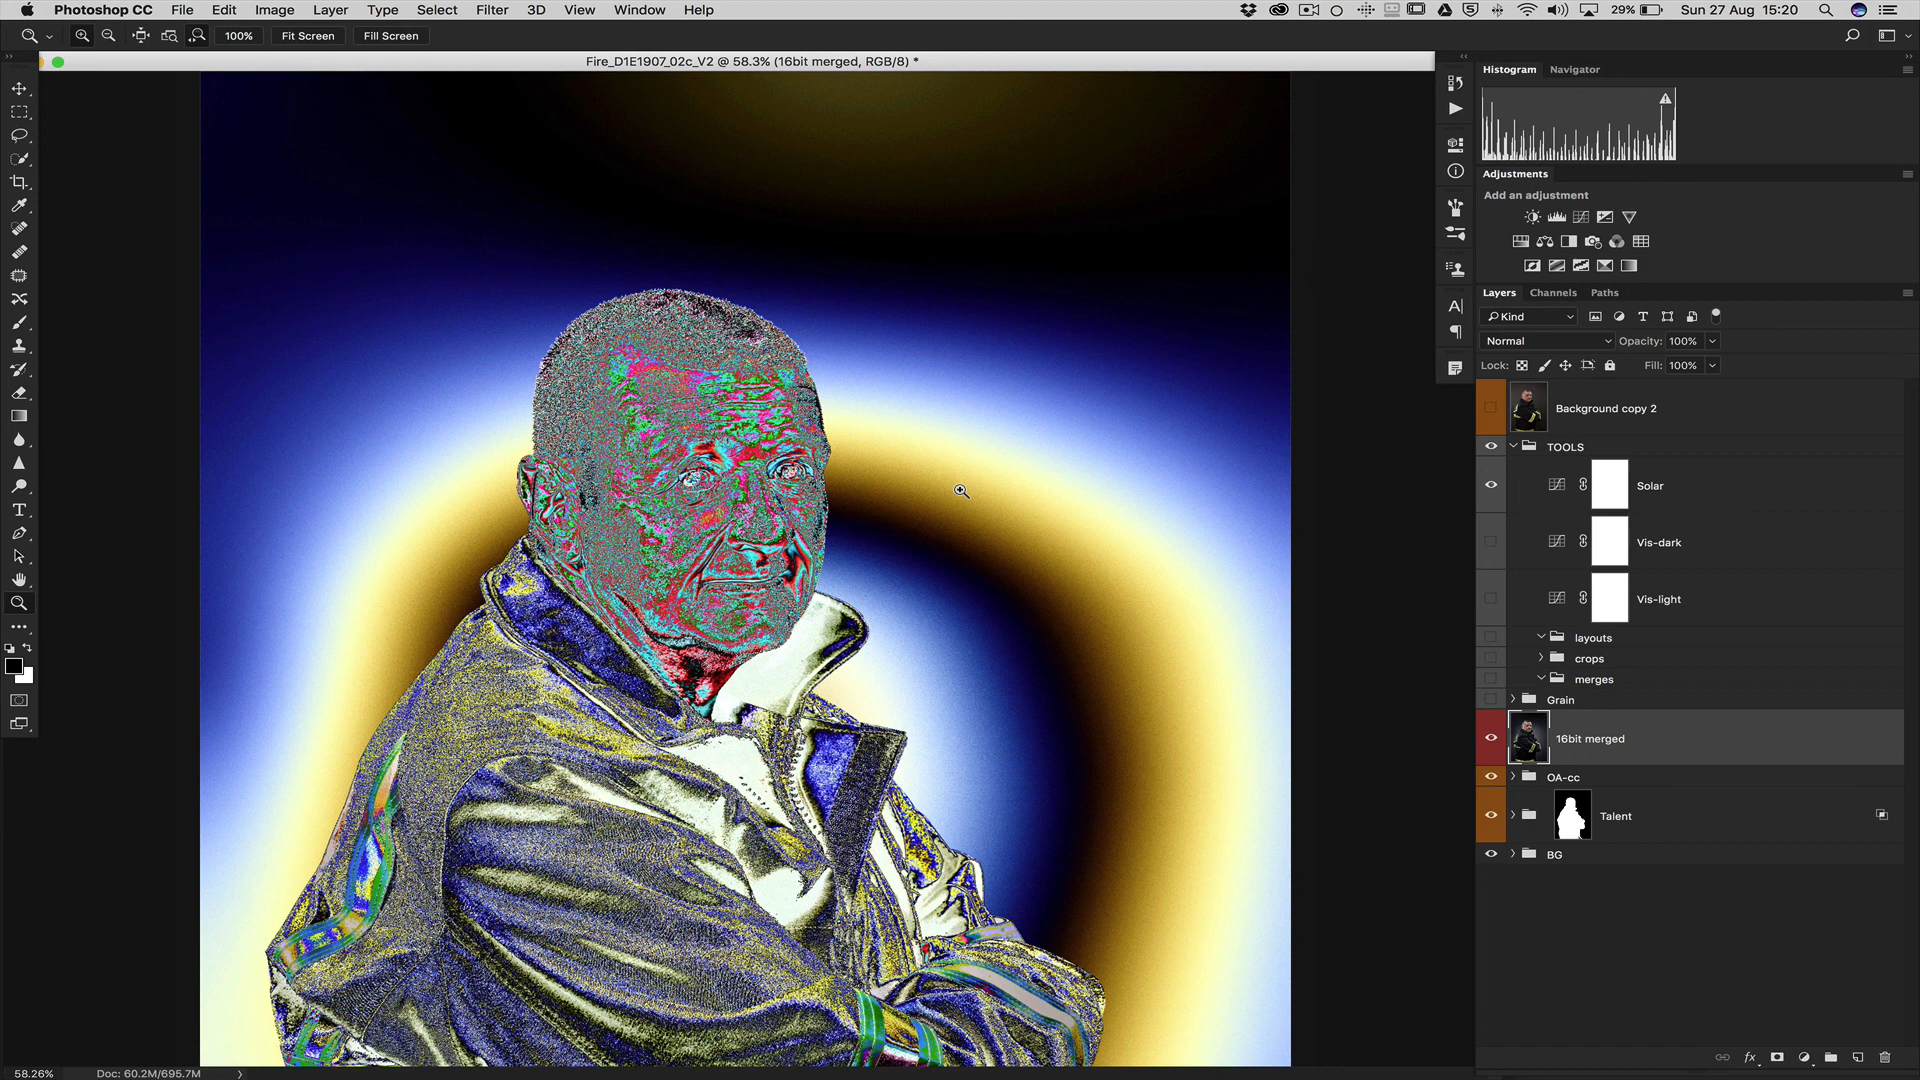 Photoshop CC File Edit Image Layer Type Select Filter 3D View Window Help 29% Sun 27 Aug 15:20
100% Fit Screen Fill Screen
Fire_D1E1907_02c_V2 @ 58.3% (16bit merged, RGB/8) *
Histogram Navigator
Adjustments
Add an adjustment
Layers Channels Paths
Kind
Normal Opacity: 100%
Lock: Fill: 100%
Background copy 2
TOOLS
Solar
Vis-dark
Vis-light
layouts
crops
merges
Grain
16bit merged
OA-cc
Talent
BG
58.26% Doc: 60.2M/695.7M